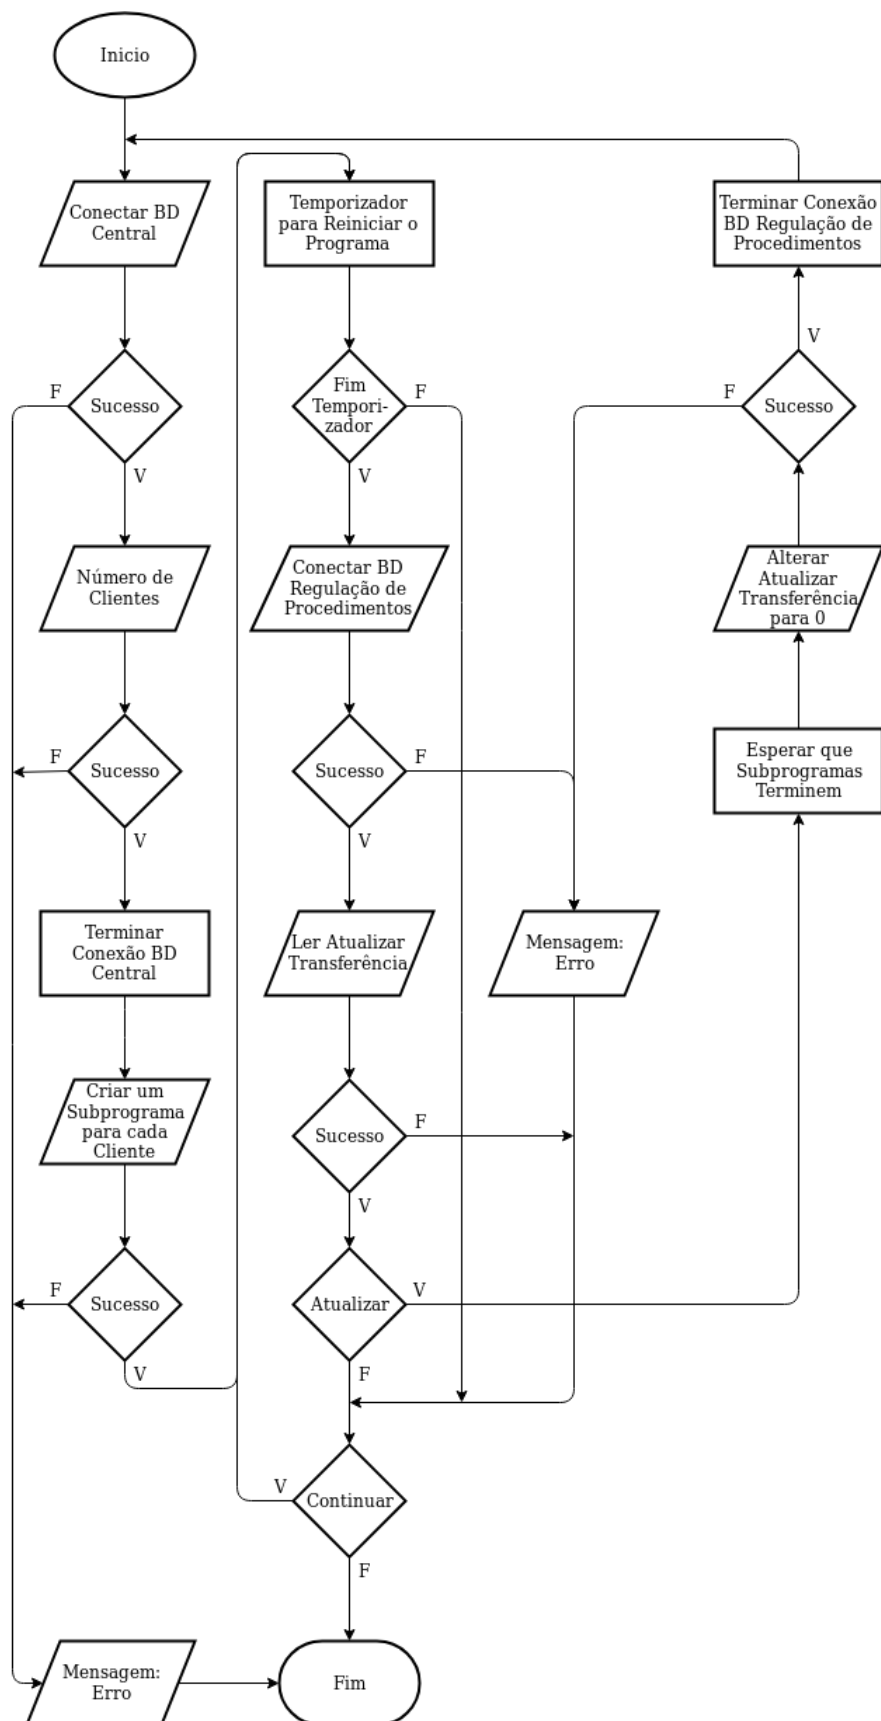 Inicio
Conectar BD
Central
Sucesso
F
V
Número de
Clientes
Sucesso
F
V
Terminar
Conexão BD
Central
Criar um
Subprograma
para cada
Cliente
Sucesso
F
V
Mensagem:
Erro
Temporizador
para Reiniciar o
Programa
Fim
Tempori-
zador
F
V
Conectar BD
Regulação de
Procedimentos
Sucesso
F
V
Ler Atualizar
Transferência
Sucesso
F
V
Atualizar
V
F
Continuar
V
F
Fim
Mensagem:
Erro
Terminar Conexão
BD Regulação de
Procedimentos
V
F
Sucesso
Alterar
Atualizar
Transferência
para 0
Esperar que
Subprogramas
Terminem